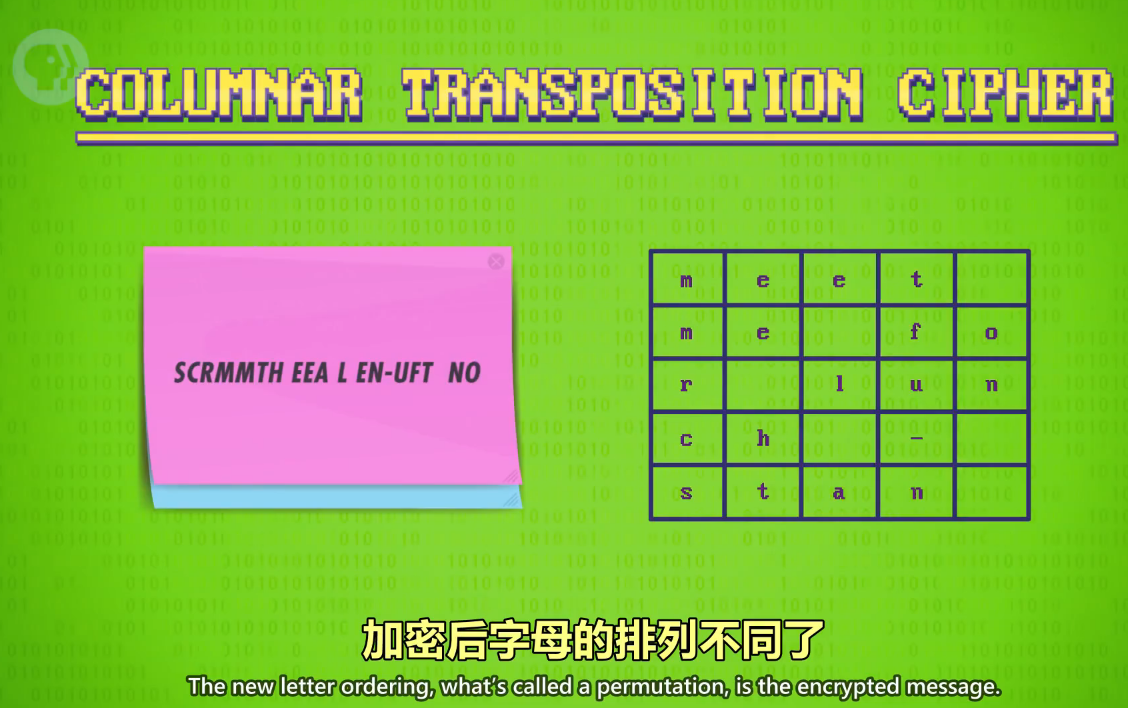 COLUMNAR TRANSPOSITION CIPHER
SCRMMTH EEA L EN-UFT  NO
m e e t
m e f o
r l u n
c h -
s t a n
加密后字母的排列不同了
The new letter ordering, what's called a permutation, is the encrypted message.